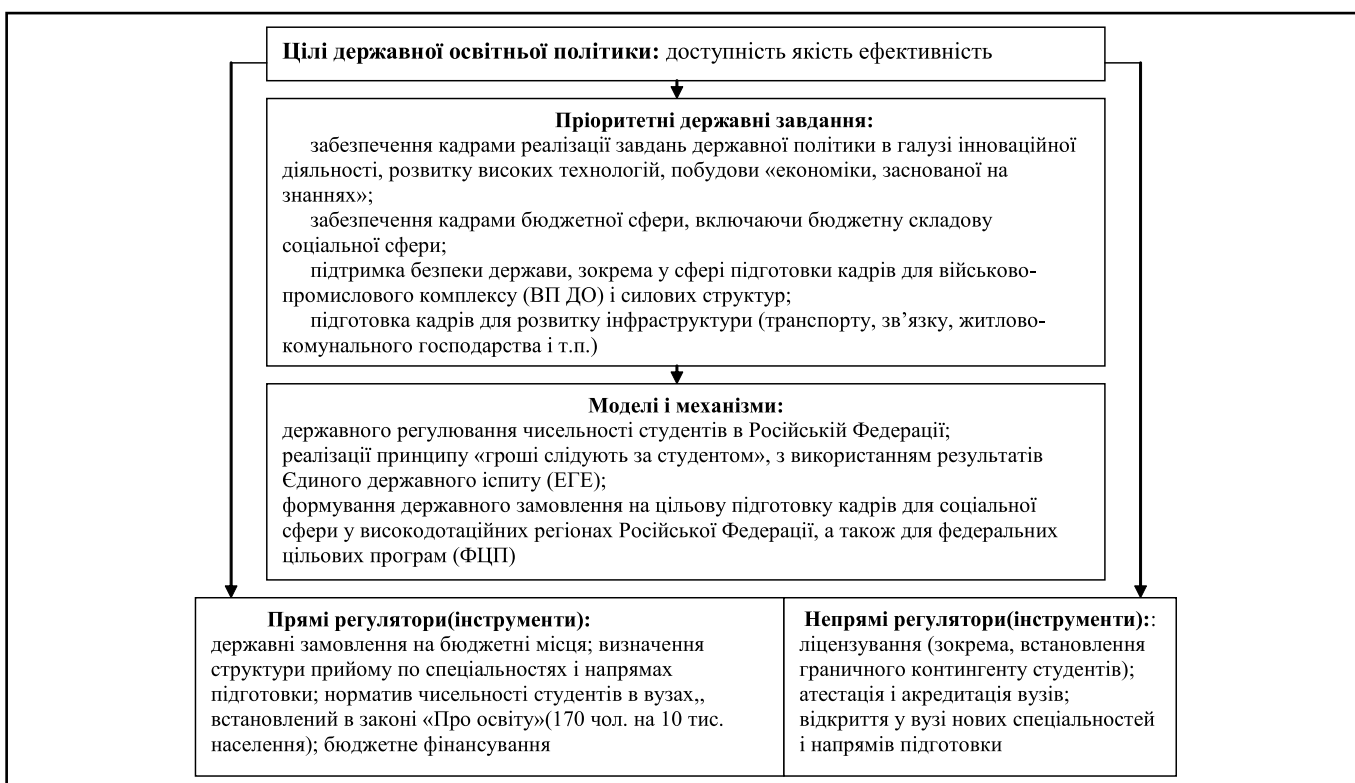 Цілі державної освітньої політики: доступність якість ефективність
Пріоритетні державні завдання:
забезпечення кадрами реалізації завдань державної політики в галузі інноваційної
діяльності, розвитку високих технологій, побудови «економіки, заснованої на
знаннях»;
забезпечення кадрами бюджетної сфери, включаючи бюджетну складову
соціальної сфери;
підтримка безпеки держави, зокрема у сфері підготовки кадрів для військово-
промислового комплексу (ВП ДО) і силових структур;
підготовка кадрів для розвитку інфраструктури (транспорту, зв’язку, житлово-
комунального господарства і т.п.)
Моделі і механізми:
державного регулювання чисельності студентів в Російській Федерації;
реалізації принципу «гроші слідують за студентом», з використанням результатів
Єдиного державного іспиту (ЕГЕ);
формування державного замовлення на цільову підготовку кадрів для соціальної
сфери у високодотаційних регіонах Російської Федерації, а також для федеральних
цільових програм (ФЦП)
Прямі регулятори(інструменти):
державні замовлення на бюджетні місця; визначення
структури прийому по спеціальностях і напрямах
підготовки; норматив чисельності студентів в вузах,,
встановлений в законі «Про освіту»(170 чол. на 10 тис.
населення); бюджетне фінансування
Непрямі регулятори(інструменти)::
ліцензування (зокрема, встановлення
граничного контингенту студентів);
атестація і акредитація вузів;
відкриття у вузі нових спеціальностей
і напрямів підготовки